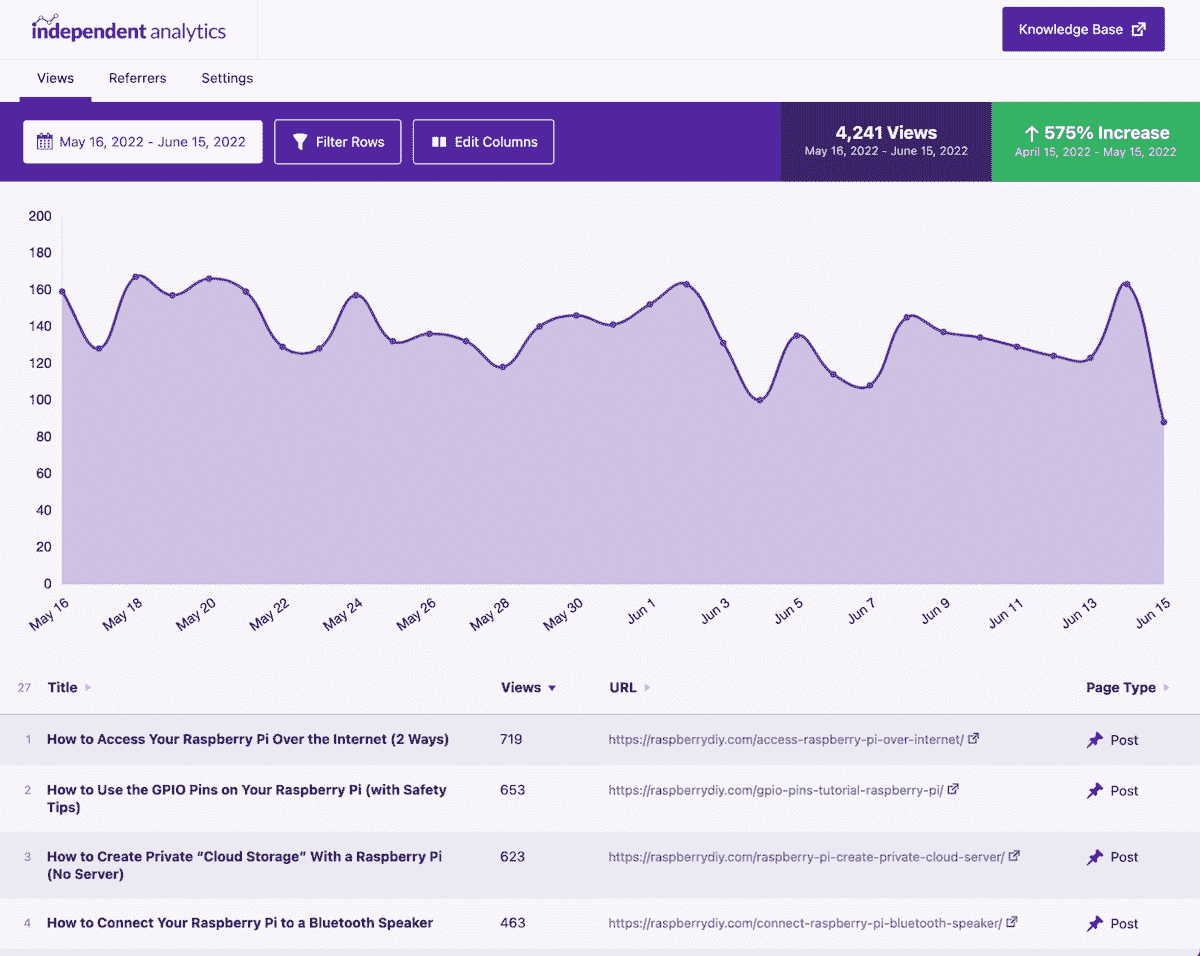 independent analytics
Knowledge Base
Views Referrers Settings
May 16, 2022 - June 15, 2022 Filter Rows Edit Columns
4,241 Views
May 16, 2022 - June 15, 2022
↑ 575% Increase
April 15, 2022 - May 15, 2022
200
180
160
140
120
100
80
60
40
20
0
May 16 May 18 May 20 May 22 May 24 May 26 May 28 May 30 Jun 1 Jun 3 Jun 5 Jun 7 Jun 9 Jun 11 Jun 13 Jun 15
27 Title Views URL Page Type
1 How to Access Your Raspberry Pi Over the Internet (2 Ways) 719 https://raspberrydiy.com/access-raspberry-pi-over-internet/ Post
2 How to Use the GPIO Pins on Your Raspberry Pi (with Safety 653 https://raspberrydiy.com/gpio-pins-tutorial-raspberry-pi/ Post
Tips)
3 How to Create Private “Cloud Storage” With a Raspberry Pi 623 https://raspberrydiy.com/raspberry-pi-create-private-cloud-server/ Post
(No Server)
4 How to Connect Your Raspberry Pi to a Bluetooth Speaker 463 https://raspberrydiy.com/connect-raspberry-pi-bluetooth-speaker/ Post